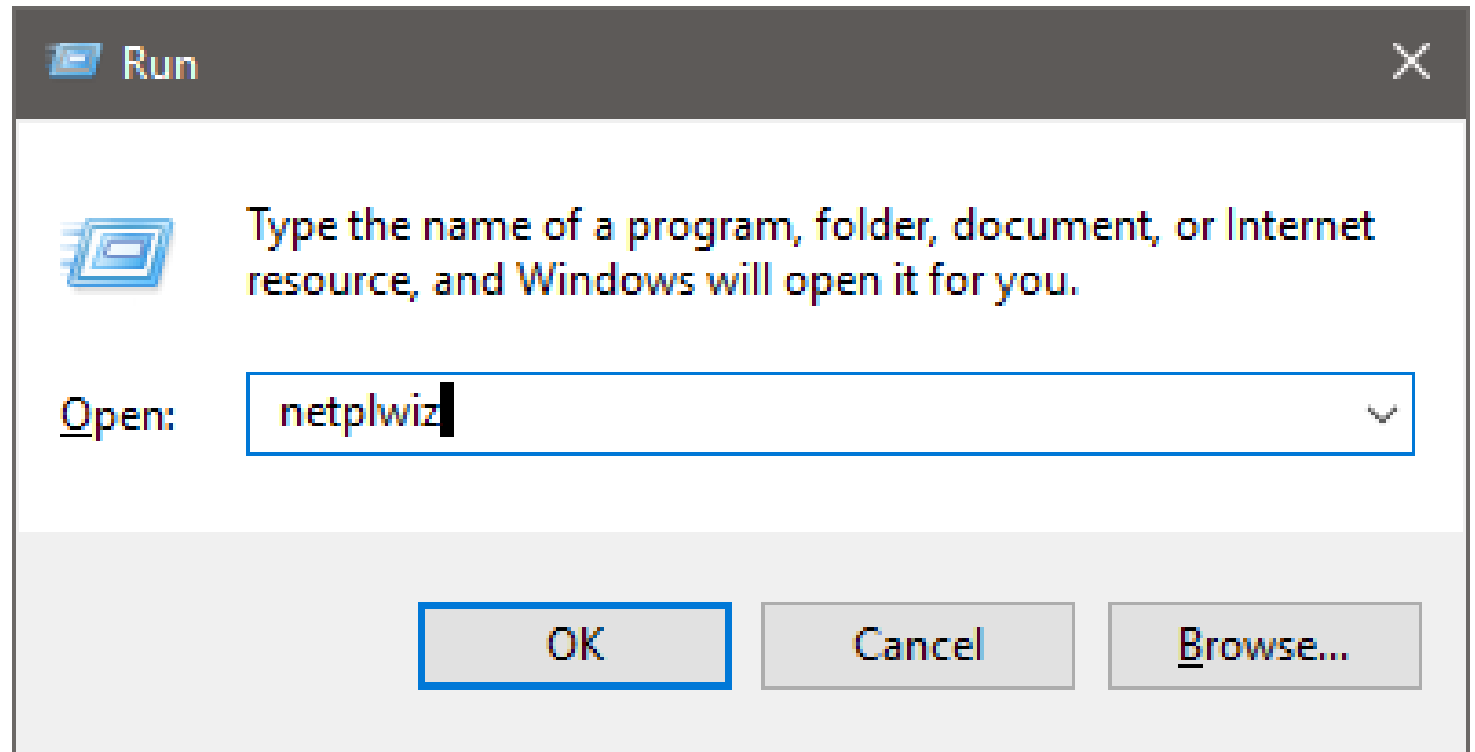 Run
Type the name of a program, folder, document, or Internet
resource, and Windows will open it for you.
Open: netplwiz
OK Cancel Browse...